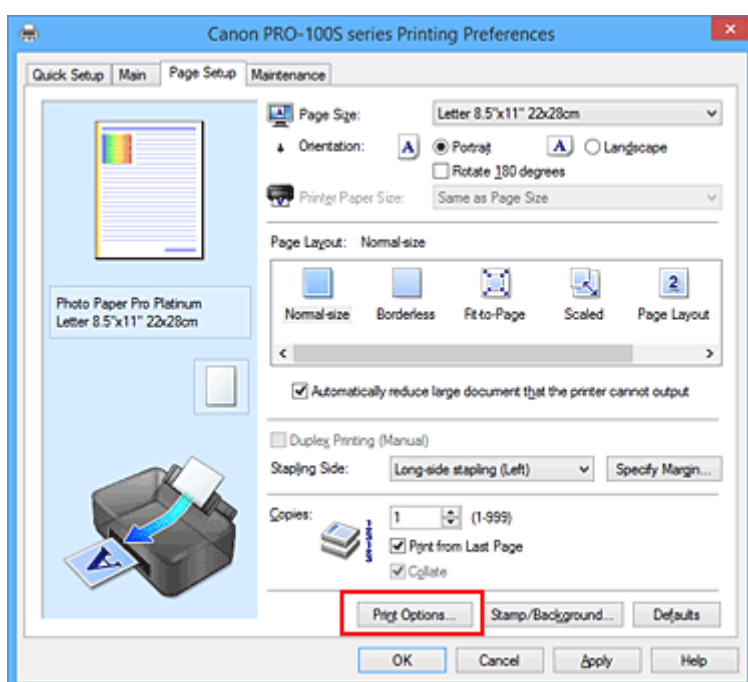 Canon PRO-100S series Printing Preferences
Quick Setup Main Page Setup Maintenance
Page Size: Letter 8.5"x11" 22x28cm
Orientation: A Portrait A Landscape
Rotate 180 degrees
Printer Paper Size: Same as Page Size
Page Layout: Normal-size
2
Normal-size Borderless Fit-to-Page Scaled Page Layout
Photo Paper Pro Platinum
Letter 8.5"x11" 22x28cm
Automatically reduce large document that the printer cannot output
Duplex Printing (Manual)
Stapling Side: Long-side stapling (Left) Specify Margin...
Copies: 1 (1-999)
Print from Last Page
Collate
A
Print Options... Stamp/Background... Defaults
OK Cancel Apply Help